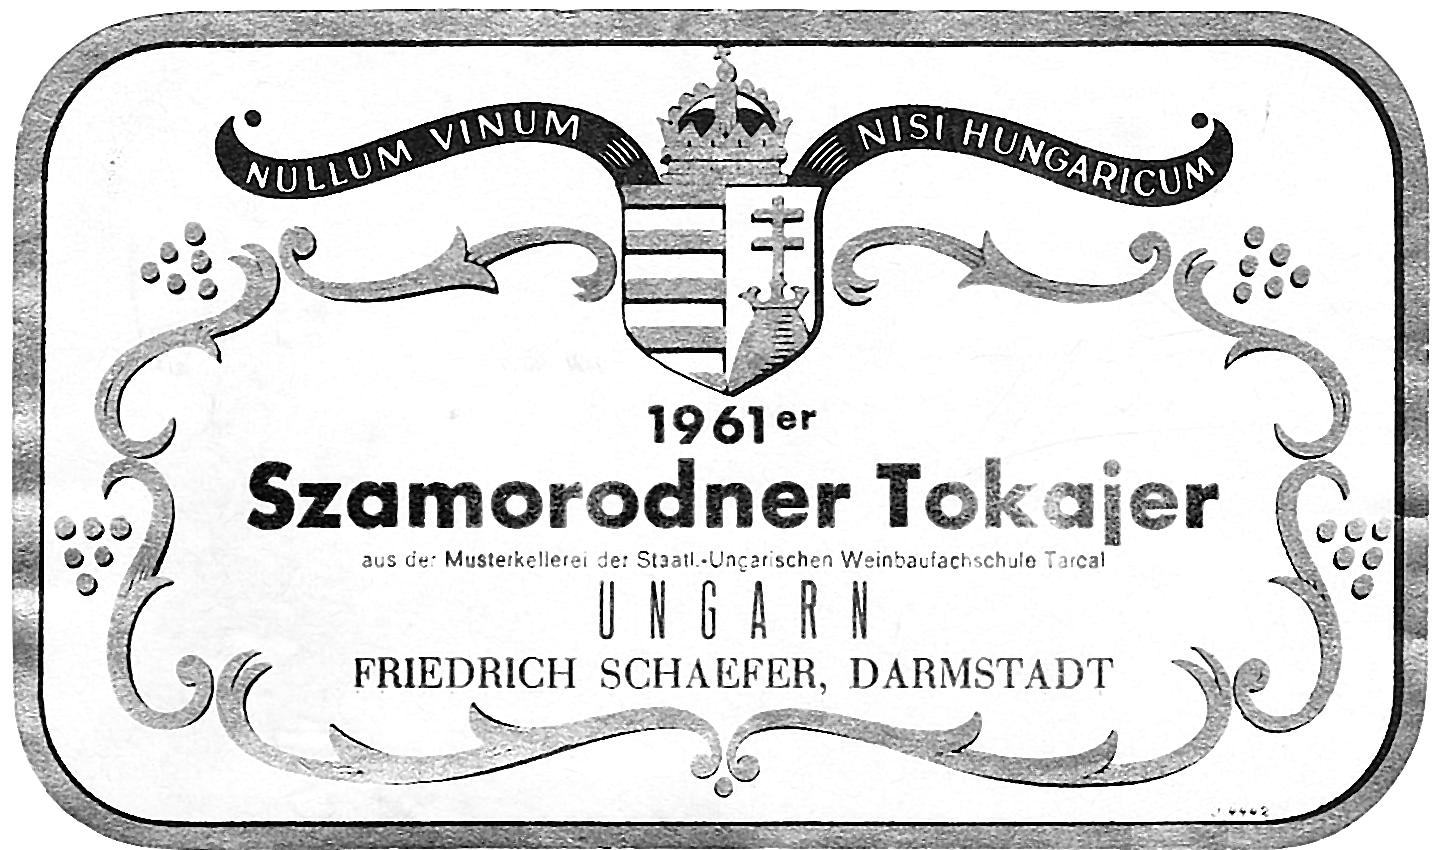 NULLUM VINUM NISI HUNGARICUM
1961er
Szamorodner Tokajer
aus der Musterkellerei der Staatl.-Ungarischen Weinbaufachschule Tarcal
UNGARN
FRIEDRICH SCHAEFER, DARMSTADT